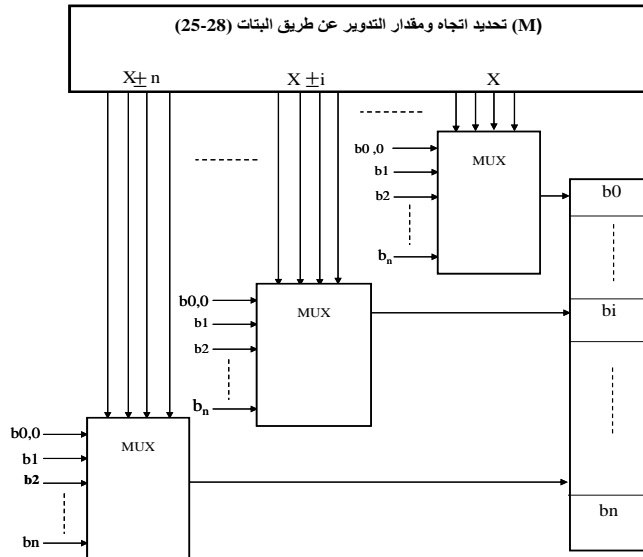 (M) تحديد اتجاه ومقدار التدوير عن طريق البتات (25-28)
X± n
X ±i
X
b0,0
b1
b2
bn
MUX
b0
b0,0
b1
b2
bn
MUX
bi
b0,0
b1
b2
bn
MUX
bn